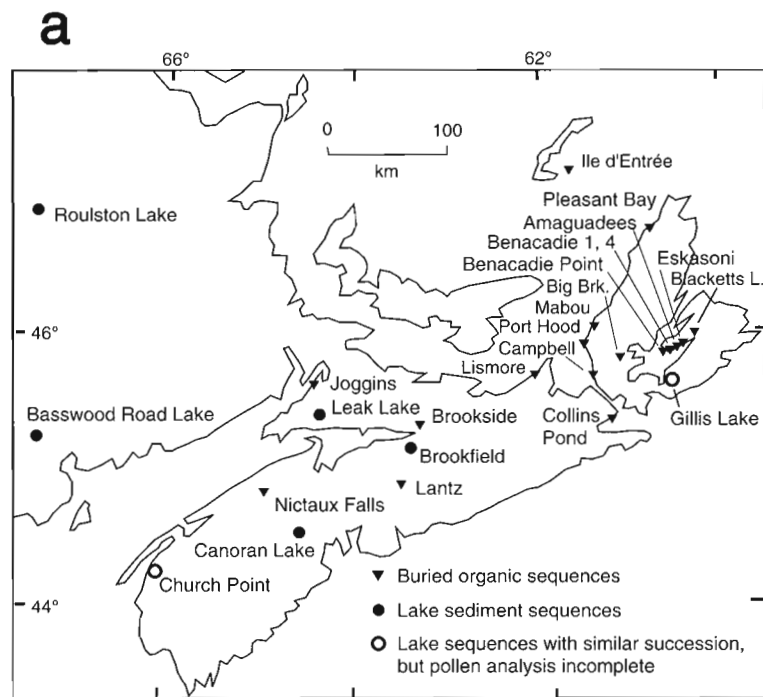 a
66°
62°
0
100
km
Ile d'Entrée
Roulston Lake
Pleasant Bay
Amaguadees
Benacadie 1, 4
Eskasoni
Benacadie Point
Blacketts L.
Big Brk.
Mabou
46°
Port Hood
Campbell
Lismore
Joggins
Leak Lake
Basswood Road Lake
Brookside
Collins
Pond
Gillis Lake
Brookfield
Lantz
Nictaux Falls
Canoran Lake
Church Point
44°
Buried organic sequences
Lake sediment sequences
Lake sequences with similar succession,
but pollen analysis incomplete